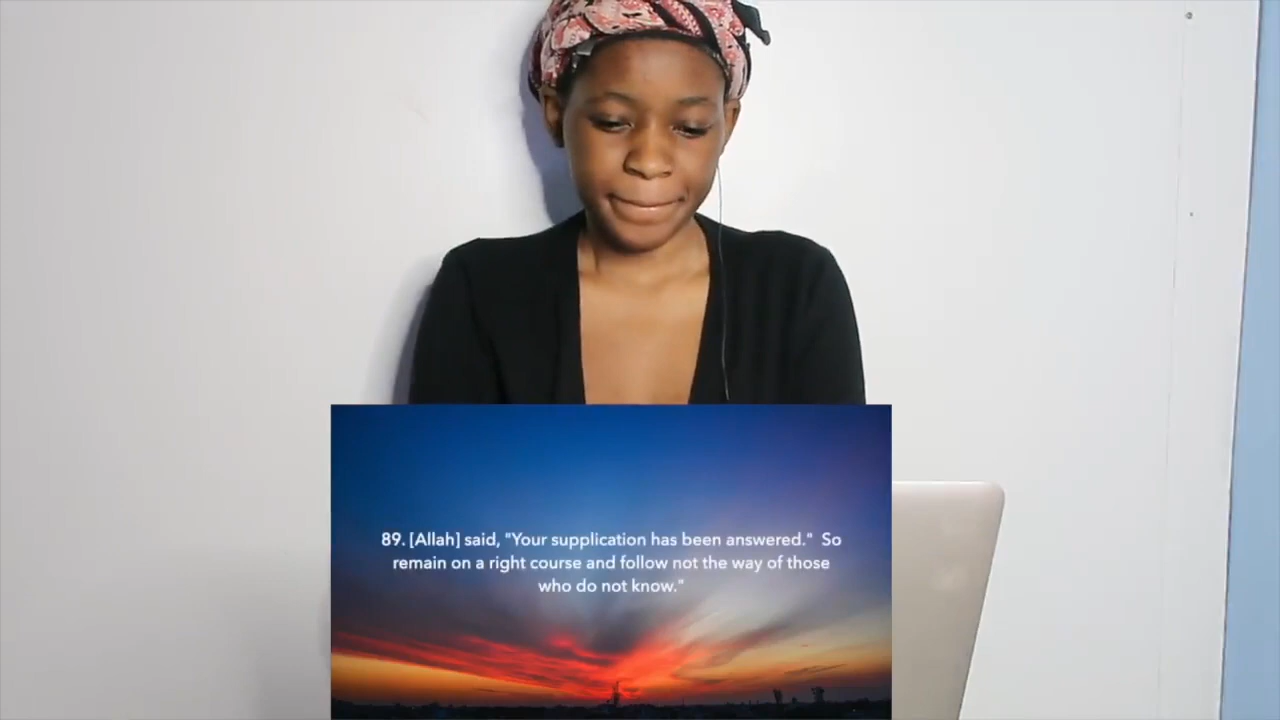 89. [Allah] said, "Your supplication has been answered."  So
remain on a right course and follow not the way of those
who do not know."